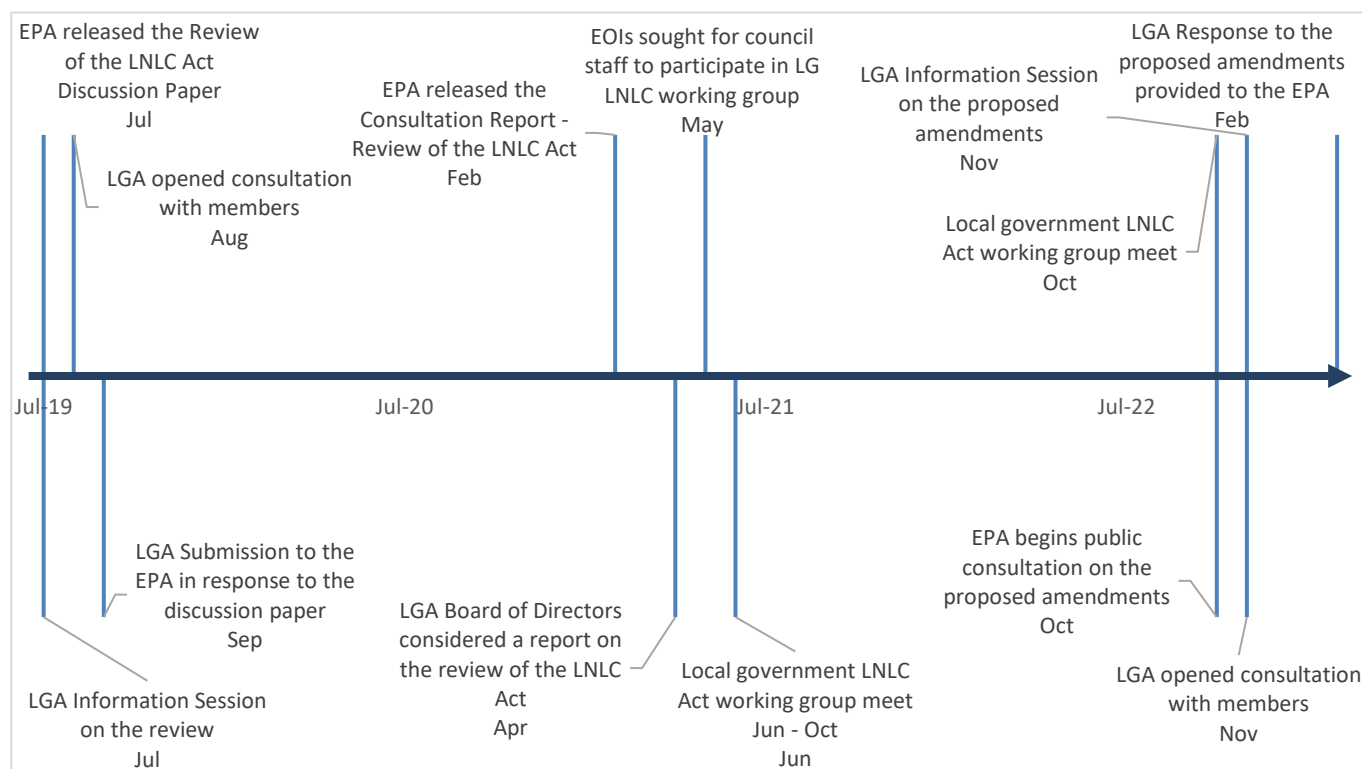 EPA released the Review
of the LNLC Act
Discussion Paper
Jul
LGA opened consultation
with members
Aug
EPA released the
Consultation Report -
Review of the LNLC Act
Feb
EOIs sought for council
staff to participate in LG
LNLC working group
May
LGA Information Session
on the proposed
amendments
Nov
LGA Response to the
proposed amendments
provided to the EPA
Feb
Local government LNLC
Act working group meet
Oct
Jul-19
Jul-20
Jul-21
Jul-22
LGA Submission to the
EPA in response to the
discussion paper
Sep
LGA Information Session
on the review
Jul
LGA Board of Directors
considered a report on
the review of the LNLC
Act
Apr
Local government LNLC
Act working group meet
Jun - Oct
Jun
EPA begins public
consultation on the
proposed amendments
Oct
LGA opened consultation
with members
Nov